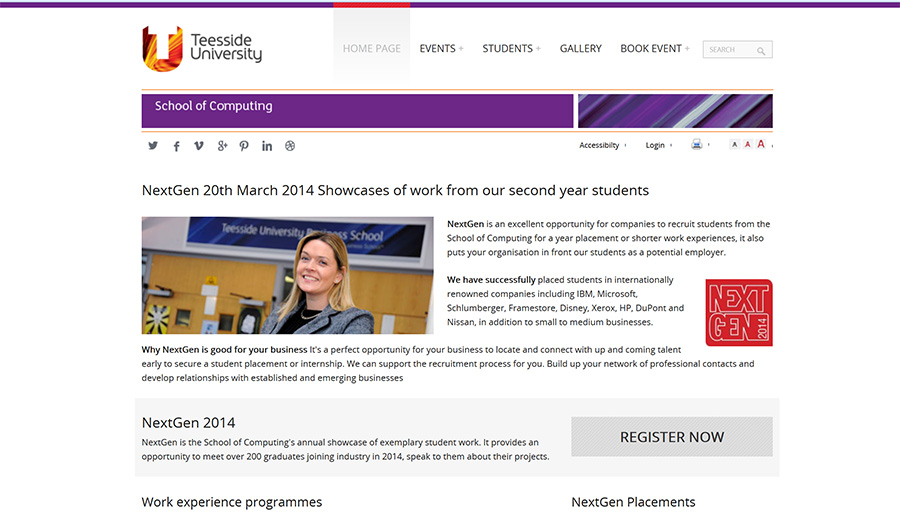 Teesside
University
HOME PAGE EVENTS + STUDENTS + GALLERY BOOK EVENT + SEARCH
School of Computing
Accessibilty Login A A A
NextGen 20th March 2014 Showcases of work from our second year students
Teesside University Business School
NextGen is an excellent opportunity for companies to recruit students from the
School of Computing for a year placement or shorter work experiences, it also
puts your organisation in front our students as a potential employer.
We have successfully placed students in internationally
renowned companies including IBM, Microsoft,
Schlumberger, Framestore, Disney, Xerox, HP, DuPont and
Nissan, in addition to small to medium businesses.
NEXT
GEN 2014
Why NextGen is good for your business It's a perfect opportunity for your business to locate and connect with up and coming talent
early to secure a student placement or internship. We can support the recruitment process for you. Build up your network of professional contacts and
develop relationships with established and emerging businesses
NextGen 2014
NextGen is the School of Computing's annual showcase of exemplary student work. It provides an
opportunity to meet over 200 graduates joining industry in 2014, speak to them about their projects.
REGISTER NOW
Work experience programmes
NextGen Placements